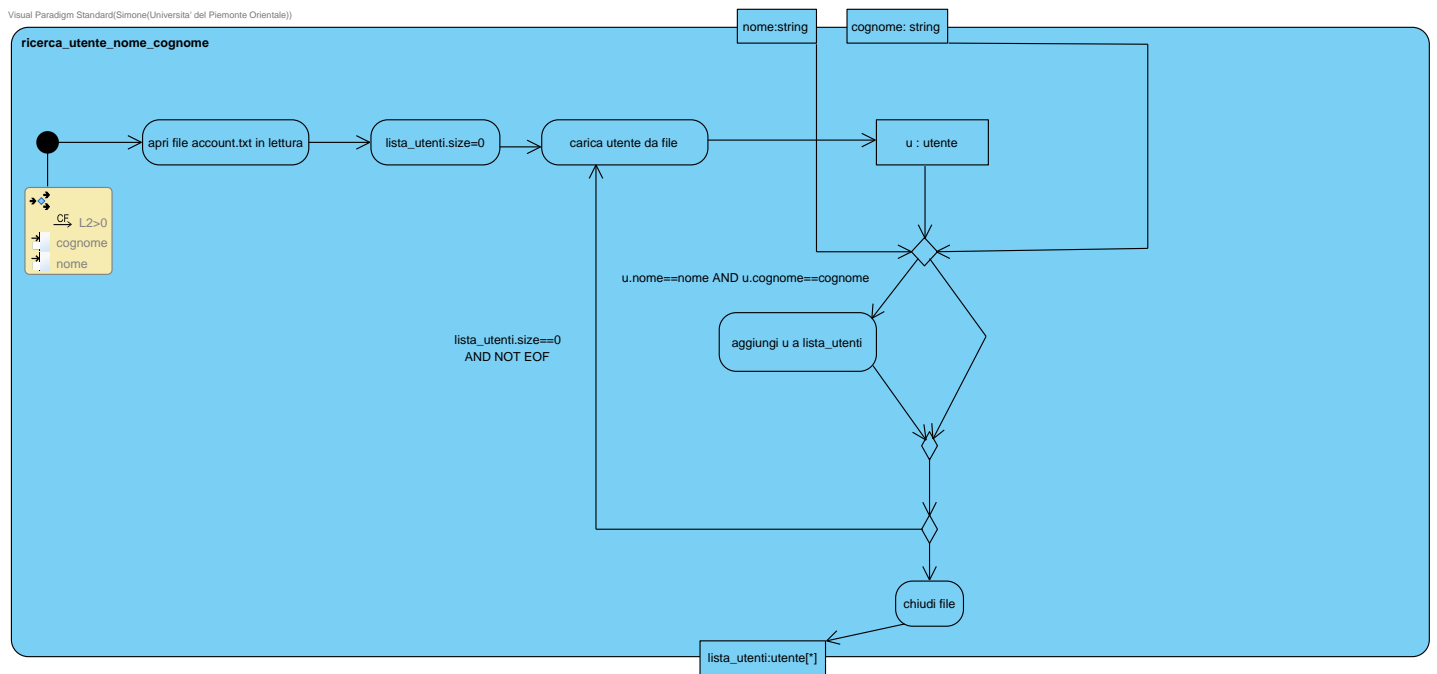 Visual Paradigm Standard(Simone(Universita' del Piemonte Orientale))
nome:string
cognome: string
ricerca_utente_nome_cognome
apri file account.txt in lettura
lista_utenti.size=0
carica utente da file
u : utente
CF L2>0
cognome
nome
u.nome==nome AND u.cognome==cognome
lista_utenti.size==0
AND NOT EOF
aggiungi u a lista_utenti
chiudi file
lista_utenti:utente[*]